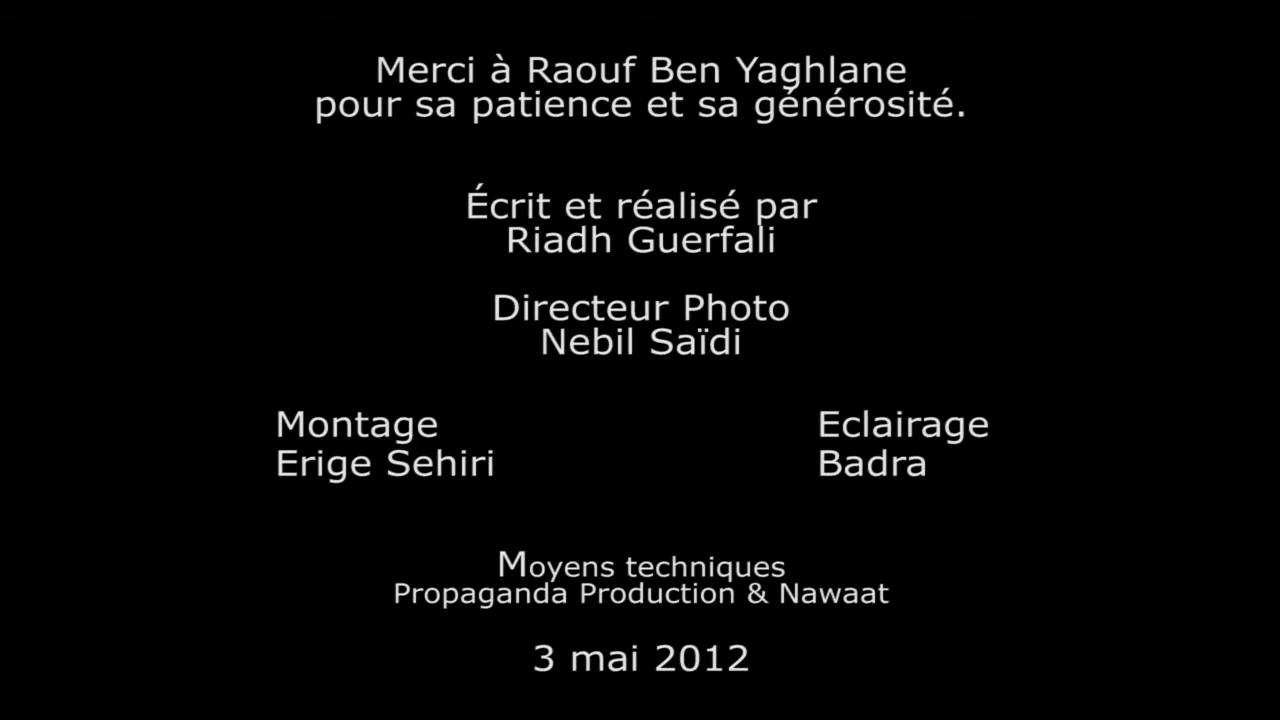 Merci à Raouf Ben Yaghlane
pour sa patience et sa générosité.
Écrit et réalisé par
Riadh Guerfali
Directeur Photo
Nebil Saïdi
Montage
Erige Sehiri
Eclairage
Badra
Moyens techniques
Propaganda Production & Nawaat
3 mai 2012